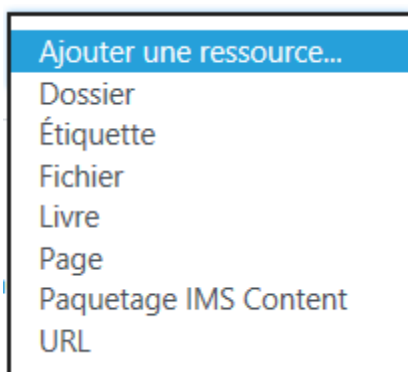 Ajouter une ressource...
Dossier
Étiquette
Fichier
Livre
Page
Paquetage IMS Content
URL